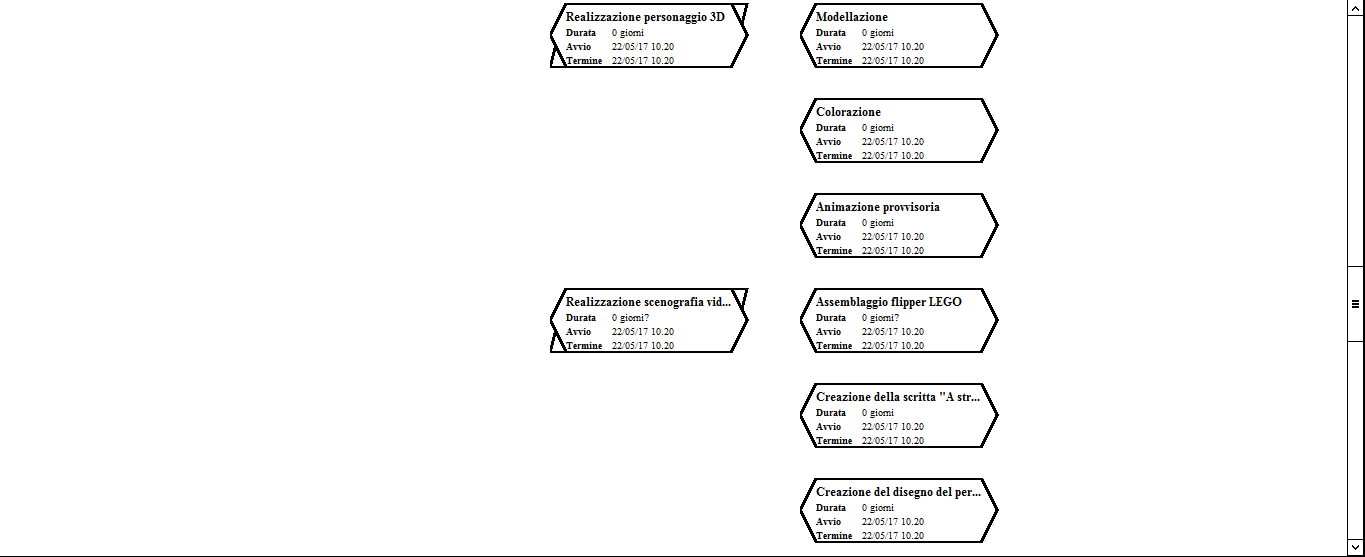 Realizzazione personaggio 3D
Durata 0 giorni
Avvio 22/05/17 10.20
Termine 22/05/17 10.20
Modellazione
Durata 0 giorni
Avvio 22/05/17 10.20
Termine 22/05/17 10.20
Colorazione
Durata 0 giorni
Avvio 22/05/17 10.20
Termine 22/05/17 10.20
Animazione provvisoria
Durata 0 giorni
Avvio 22/05/17 10.20
Termine 22/05/17 10.20
Realizzazione scenografia vid...
Durata 0 giorni?
Avvio 22/05/17 10.20
Termine 22/05/17 10.20
Assemblaggio flipper LEGO
Durata 0 giorni?
Avvio 22/05/17 10.20
Termine 22/05/17 10.20
Creazione della scritta "A str...
Durata 0 giorni
Avvio 22/05/17 10.20
Termine 22/05/17 10.20
Creazione del disegno del per...
Durata 0 giorni
Avvio 22/05/17 10.20
Termine 22/05/17 10.20